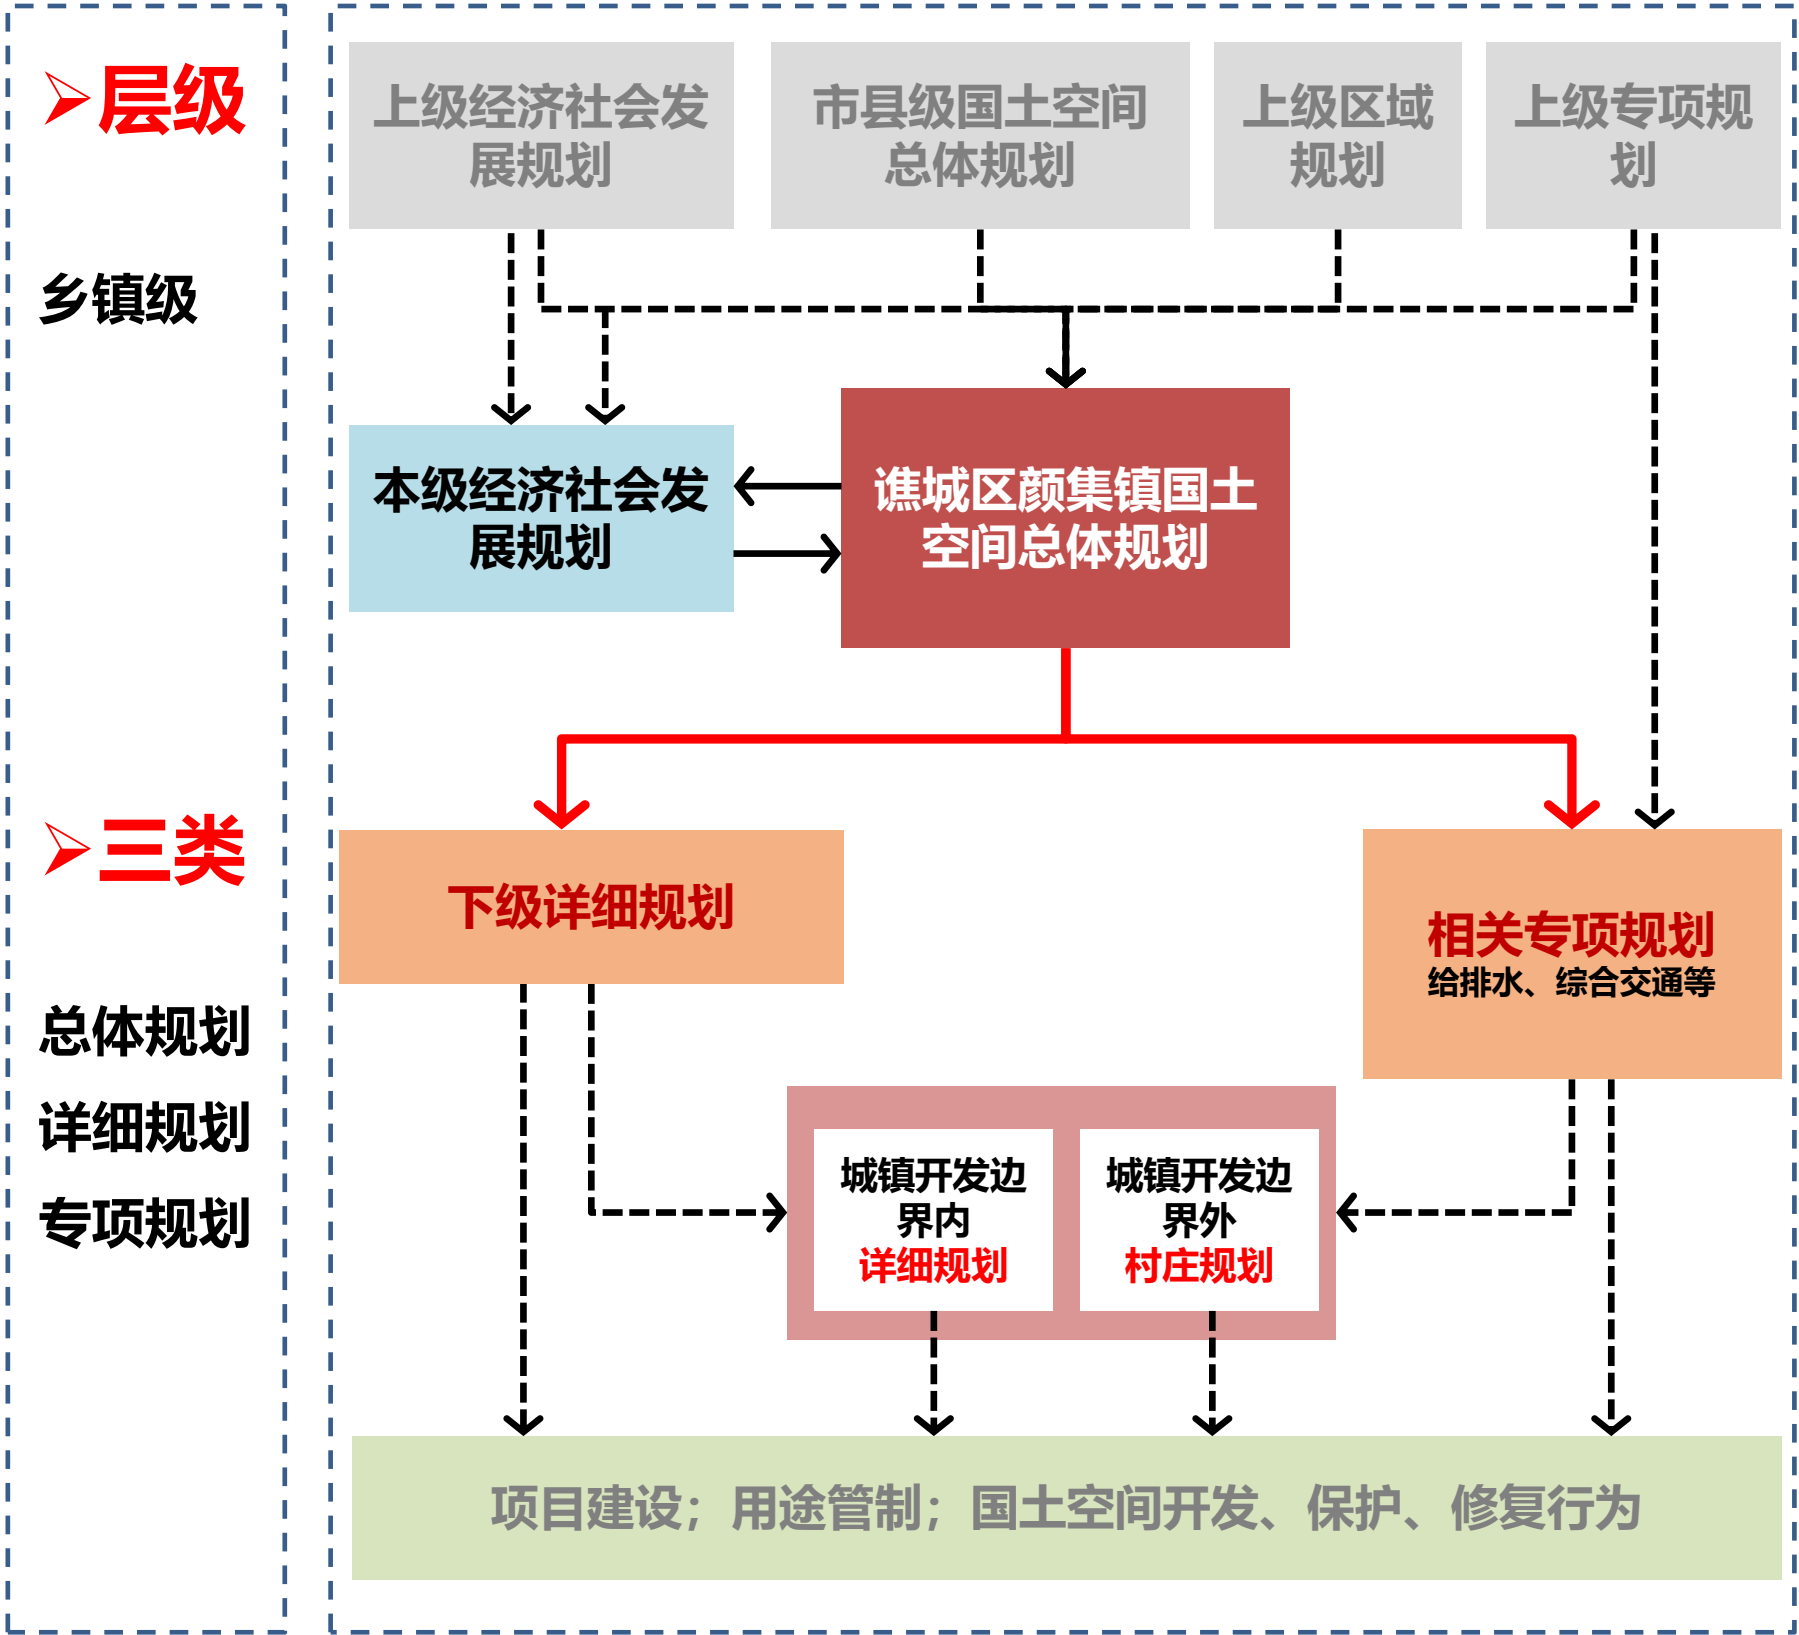 ➢层级
乡镇级
➢三类
总体规划
详细规划
专项规划
上级经济社会发
展规划
市县级国土空间
总体规划
上级区域
规划
上级专项规
划
本级经济社会发
展规划
谯城区颜集镇国土
空间总体规划
下级详细规划
相关专项规划
给排水、综合交通等
城镇开发边
界内
详细规划
城镇开发边
界外
村庄规划
项目建设；用途管制；国土空间开发、保护、修复行为